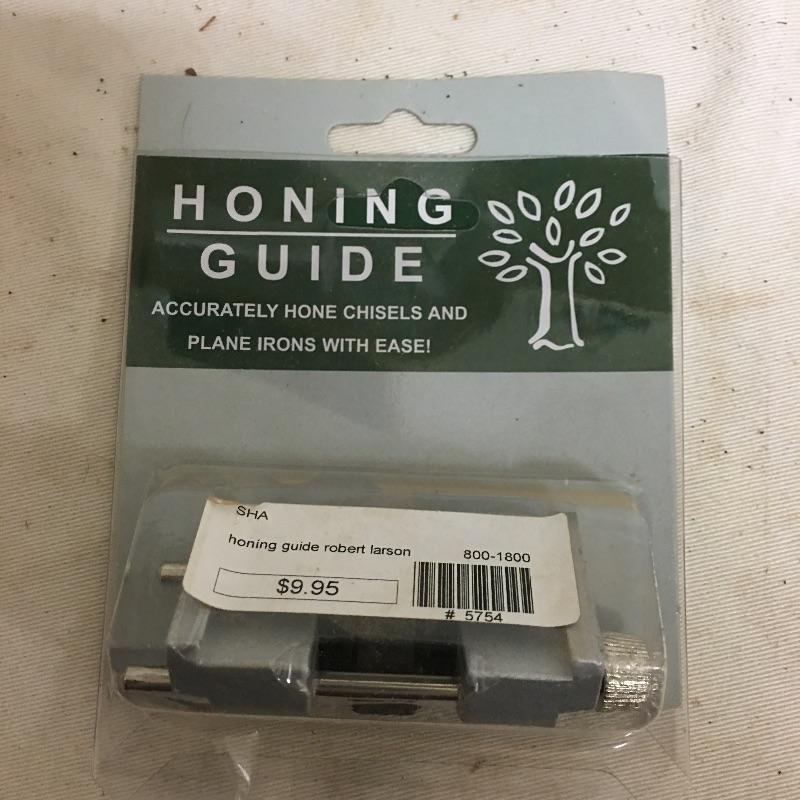 HONING
GUIDE
ACCURATELY HONE CHISELS AND
PLANE IRONS WITH EASE!
SHA
honing guide robert larson 800-1800
$9.95
# 5754